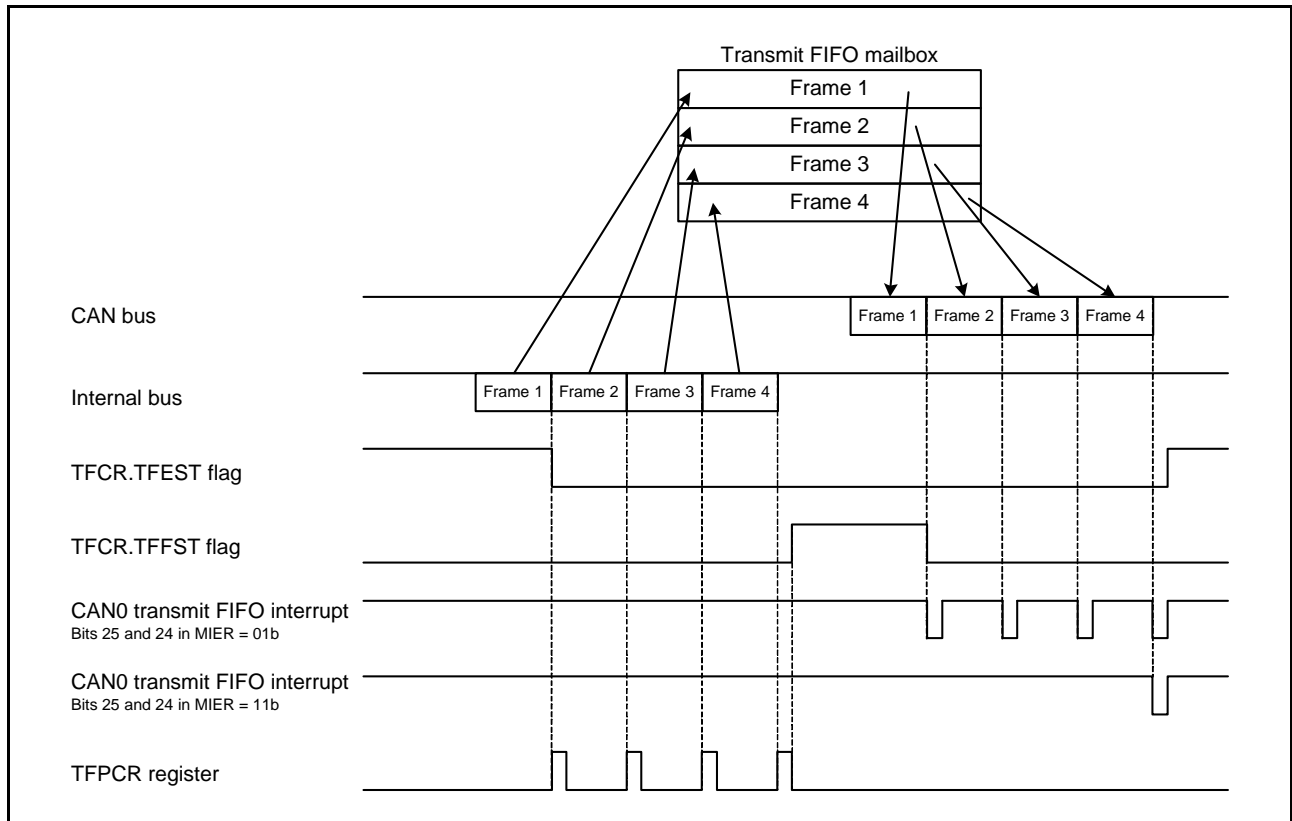 Transmit FIFO mailbox
Frame 1
Frame 2
Frame 3
Frame 4
CAN bus
Frame 1 Frame 2 Frame 3 Frame 4
Internal bus
Frame 1 Frame 2 Frame 3 Frame 4
TFCR.TFEST flag
TFCR.TFFST flag
CAN0 transmit FIFO interrupt
Bits 25 and 24 in MIER = 01b
CAN0 transmit FIFO interrupt
Bits 25 and 24 in MIER = 11b
TFPCR register